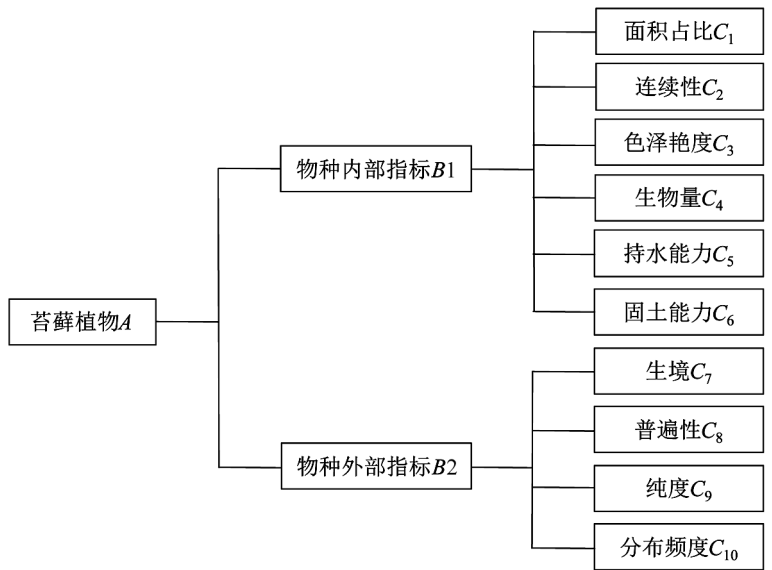 苔藓植物A
物种内部指标B1
面积占比C₁
连续性C₂
色泽艳度C₃
生物量C₄
持水能力C₅
固土能力C₆
物种外部指标B2
生境C₇
普遍性C₈
纯度C₉
分布频度C₁₀